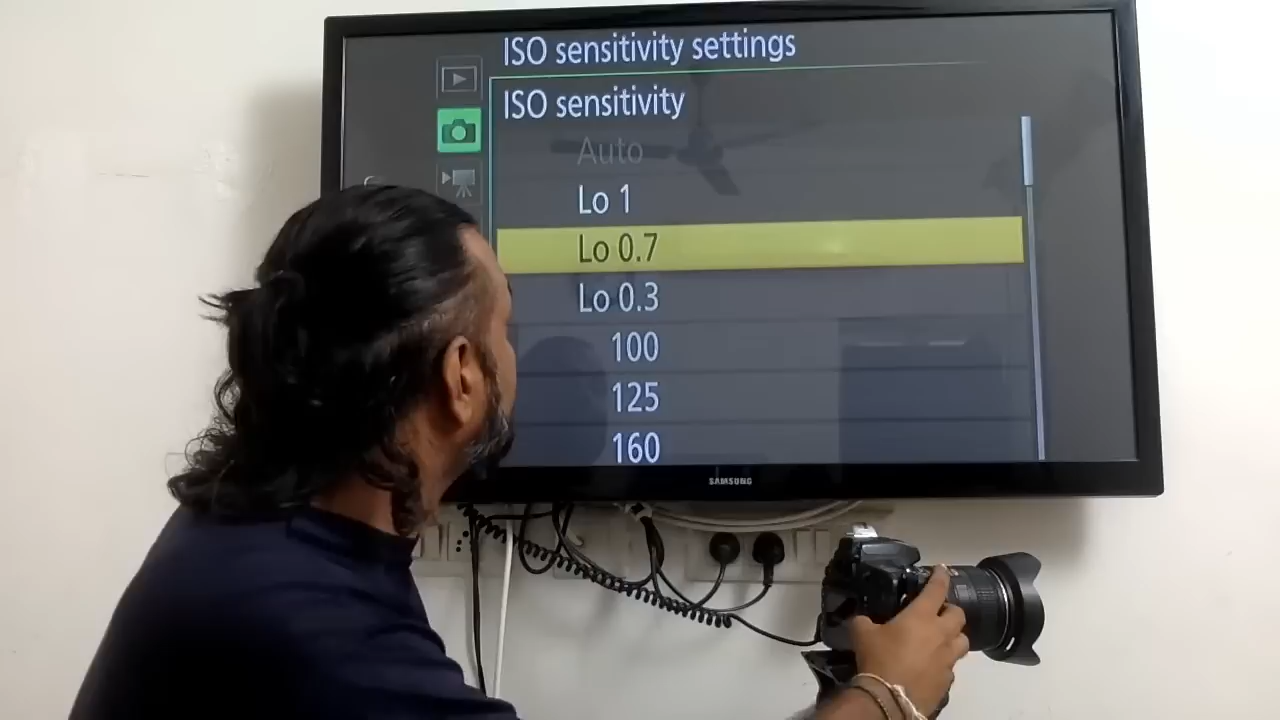 ISO sensitivity settings
ISO sensitivity
Auto
Lo 1
Lo 0.7
Lo 0.3
100
125
160
SAMSUNG